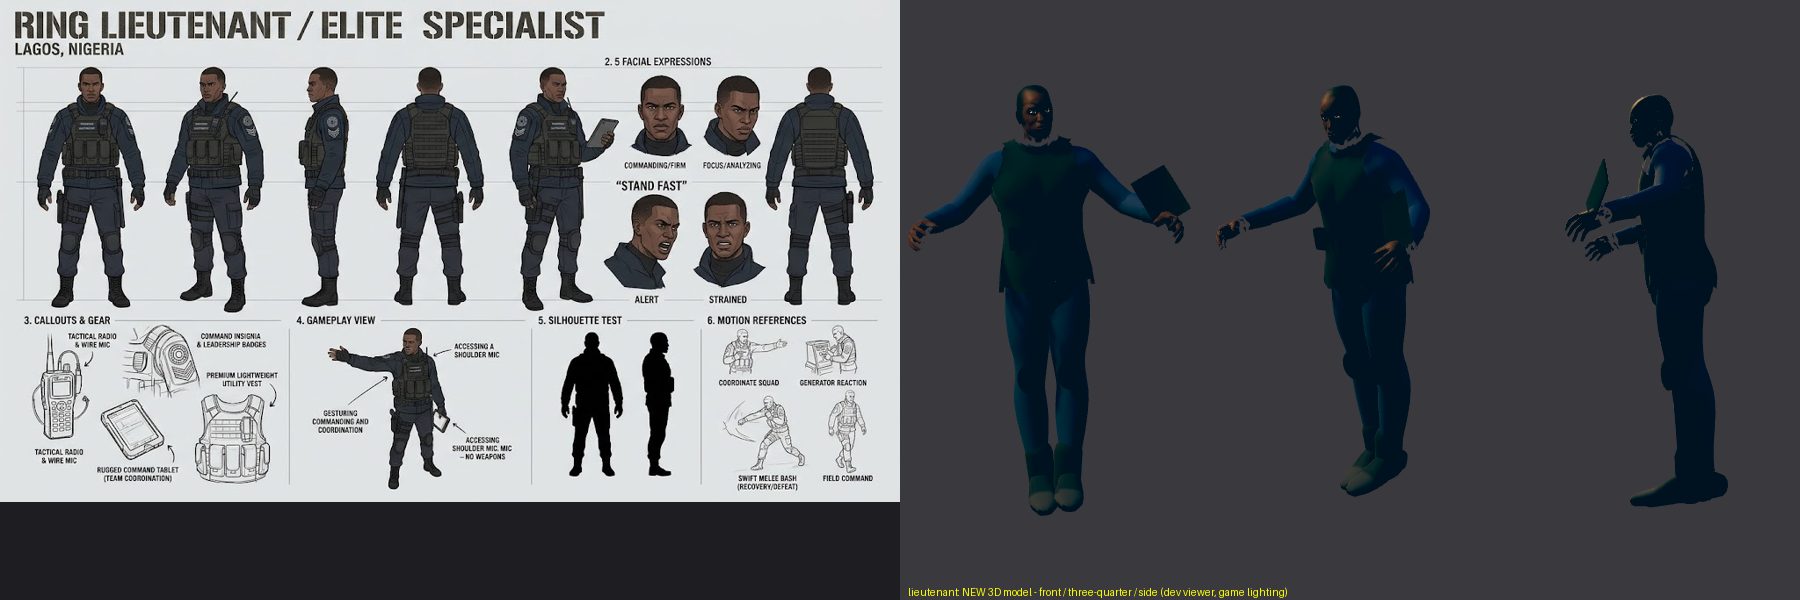 RING LIEUTENANT / ELITE SPECIALIST
LAGOS, NIGERIA
2. 5 FACIAL EXPRESSIONS
COMMANDING/FIRM
FOCUS/ANALYZING
"STAND FAST"
ALERT
STRAINED
3. CALLOUTS & GEAR
TACTICAL RADIO
& WIRE MIC
COMMAND INSIGNIA
& LEADERSHIP BADGES
PREMIUM LIGHTWEIGHT
UTILITY VEST
TACTICAL RADIO
& WIRE MIC
RUGGED COMMAND TABLET
(TEAM COORDINATION)
4. GAMEPLAY VIEW
ACCESSING A
SHOULDER MIC
GESTURING
COMMANDING AND
COORDINATION
ACCESSING
SHOULDER MIC. MIC
– NO WEAPONS
5. SILHOUETTE TEST
6. MOTION REFERENCES
COORDINATE SQUAD
GENERATOR REACTION
SWIFT MELEE BASH
(RECOVERY/DEFEAT)
FIELD COMMAND
lieutenant: NEW 3D model - front / three-quarter / side (dev viewer, game lighting)